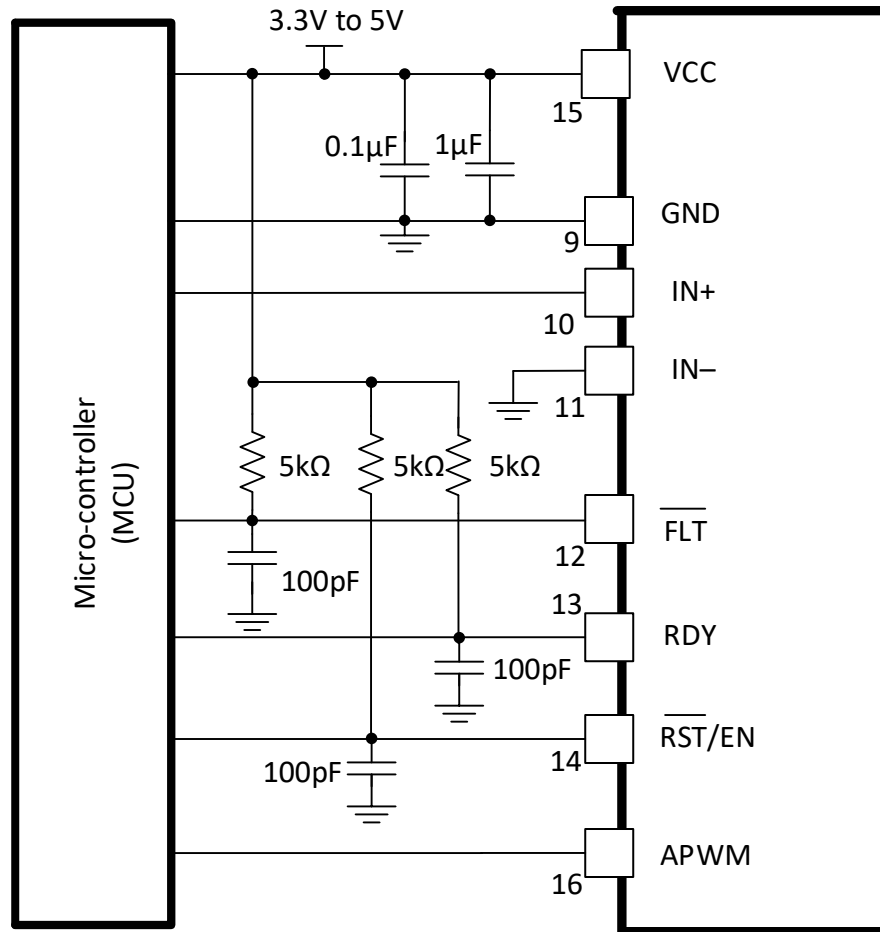 3.3V to 5V
VCC
15
0.1µF
1µF
GND
9
IN+
10
IN–
11
Micro-controller
(MCU)
5kΩ
5kΩ
5kΩ
FLT
12
100pF
13
RDY
100pF
RST/EN
14
100pF
APWM
16